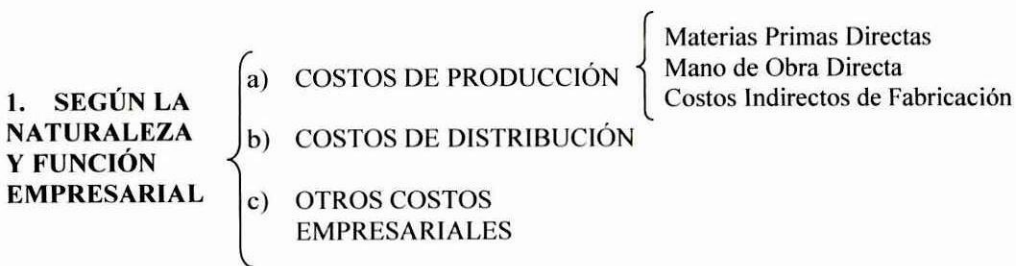 1. SEGÚN LA
NATURALEZA
Y FUNCIÓN
EMPRESARIAL
a) COSTOS DE PRODUCCIÓN
Materias Primas Directas
Mano de Obra Directa
Costos Indirectos de Fabricación
b) COSTOS DE DISTRIBUCIÓN
c) OTROS COSTOS
EMPRESARIALES